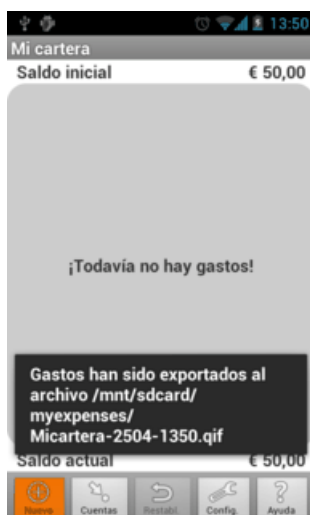 13:50
Mi cartera
Saldo inicial € 50,00
¡Todavía no hay gastos!
Gastos han sido exportados al
archivo /mnt/sdcard/
myexpenses/
Micartera-2504-1350.qif
Saldo actual € 50,00
Nuevo Cuentas Restabl. Config. Ayuda